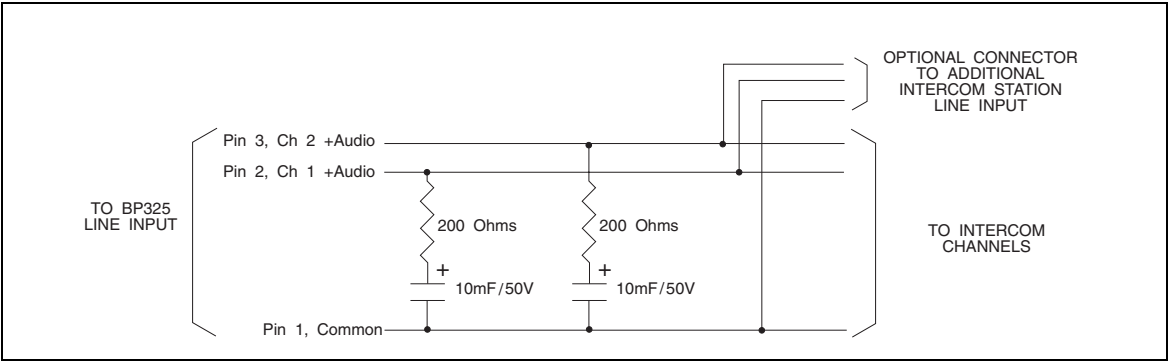 OPTIONAL CONNECTOR
TO ADDITIONAL
INTERCOM STATION
LINE INPUT
Pin 3, Ch 2 +Audio
Pin 2, Ch 1 +Audio
TO BP325
LINE INPUT
200 Ohms
200 Ohms
TO INTERCOM
CHANNELS
+
+
10mF/50V
10mF/50V
Pin 1, Common